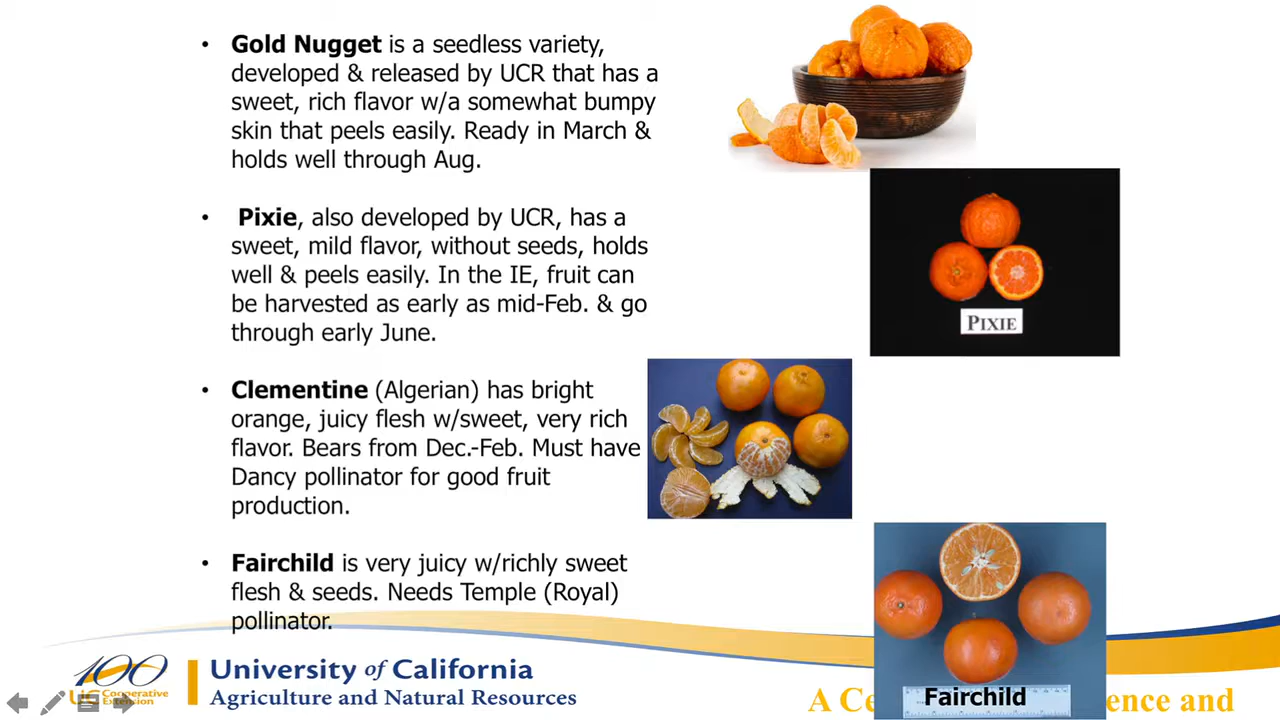 • Gold Nugget is a seedless variety,
developed & released by UCR that has a
sweet, rich flavor w/a somewhat bumpy
skin that peels easily. Ready in March &
holds well through Aug.
• Pixie, also developed by UCR, has a
sweet, mild flavor, without seeds, holds
well & peels easily. In the IE, fruit can
be harvested as early as mid-Feb. & go
through early June.
PIXIE
• Clementine (Algerian) has bright
orange, juicy flesh w/sweet, very rich
flavor. Bears from Dec.-Feb. Must have
Dancy pollinator for good fruit
production.
• Fairchild is very juicy w/richly sweet
flesh & seeds. Needs Temple (Royal)
pollinator.
Fairchild
100
UC Cooperative
Extension
University of California
Agriculture and Natural Resources
A Ce
ence and